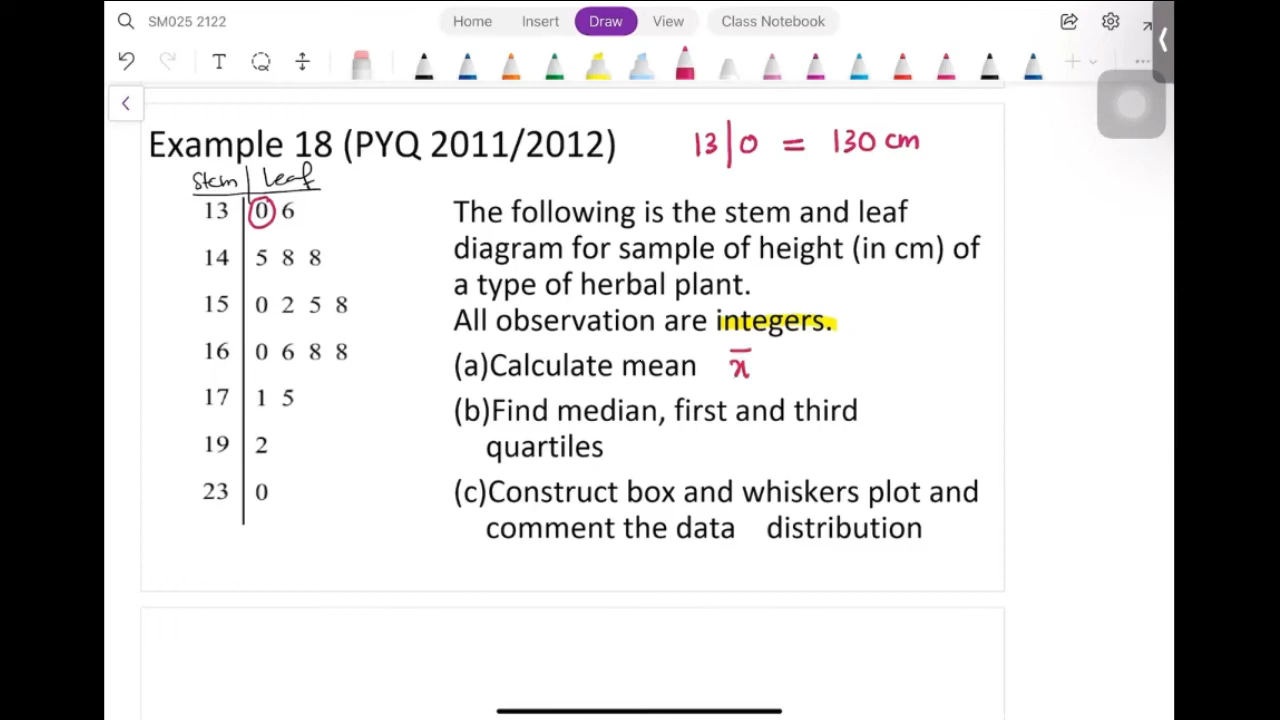 SM025 2122
Home Insert Draw View Class Notebook
T
Example 18 (PYQ 2011/2012) 13|0 = 130 cm
Stem | Leaf
13 | 0 6
14 | 5 8 8
15 | 0 2 5 8
16 | 0 6 8 8
17 | 1 5
19 | 2
23 | 0
The following is the stem and leaf
diagram for sample of height (in cm) of
a type of herbal plant.
All observation are integers.
(a)Calculate mean x̄
(b)Find median, first and third
quartiles
(c)Construct box and whiskers plot and
comment the data distribution